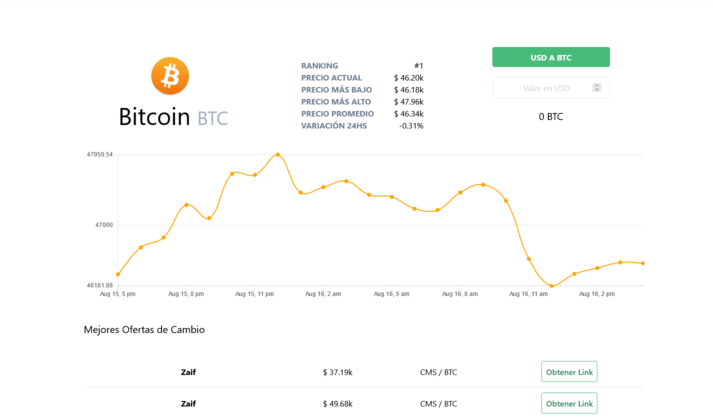 Bitcoin BTC
RANKING #1
PRECIO ACTUAL $ 46.20k
PRECIO MÁS BAJO $ 46.18k
PRECIO MÁS ALTO $ 47.96k
PRECIO PROMEDIO $ 46.34k
VARIACIÓN 24HS -0.31%
USD A BTC
Valor en USD
0 BTC
47959.54
47000
46181.88
Aug 15, 5 pm Aug 15, 8 pm Aug 15, 11 pm Aug 16, 2 am Aug 16, 5 am Aug 16, 8 am Aug 16, 11 am Aug 16, 2 pm
Mejores Ofertas de Cambio
Zaif $ 37.19k CMS / BTC Obtener Link
Zaif $ 49.68k CMS / BTC Obtener Link